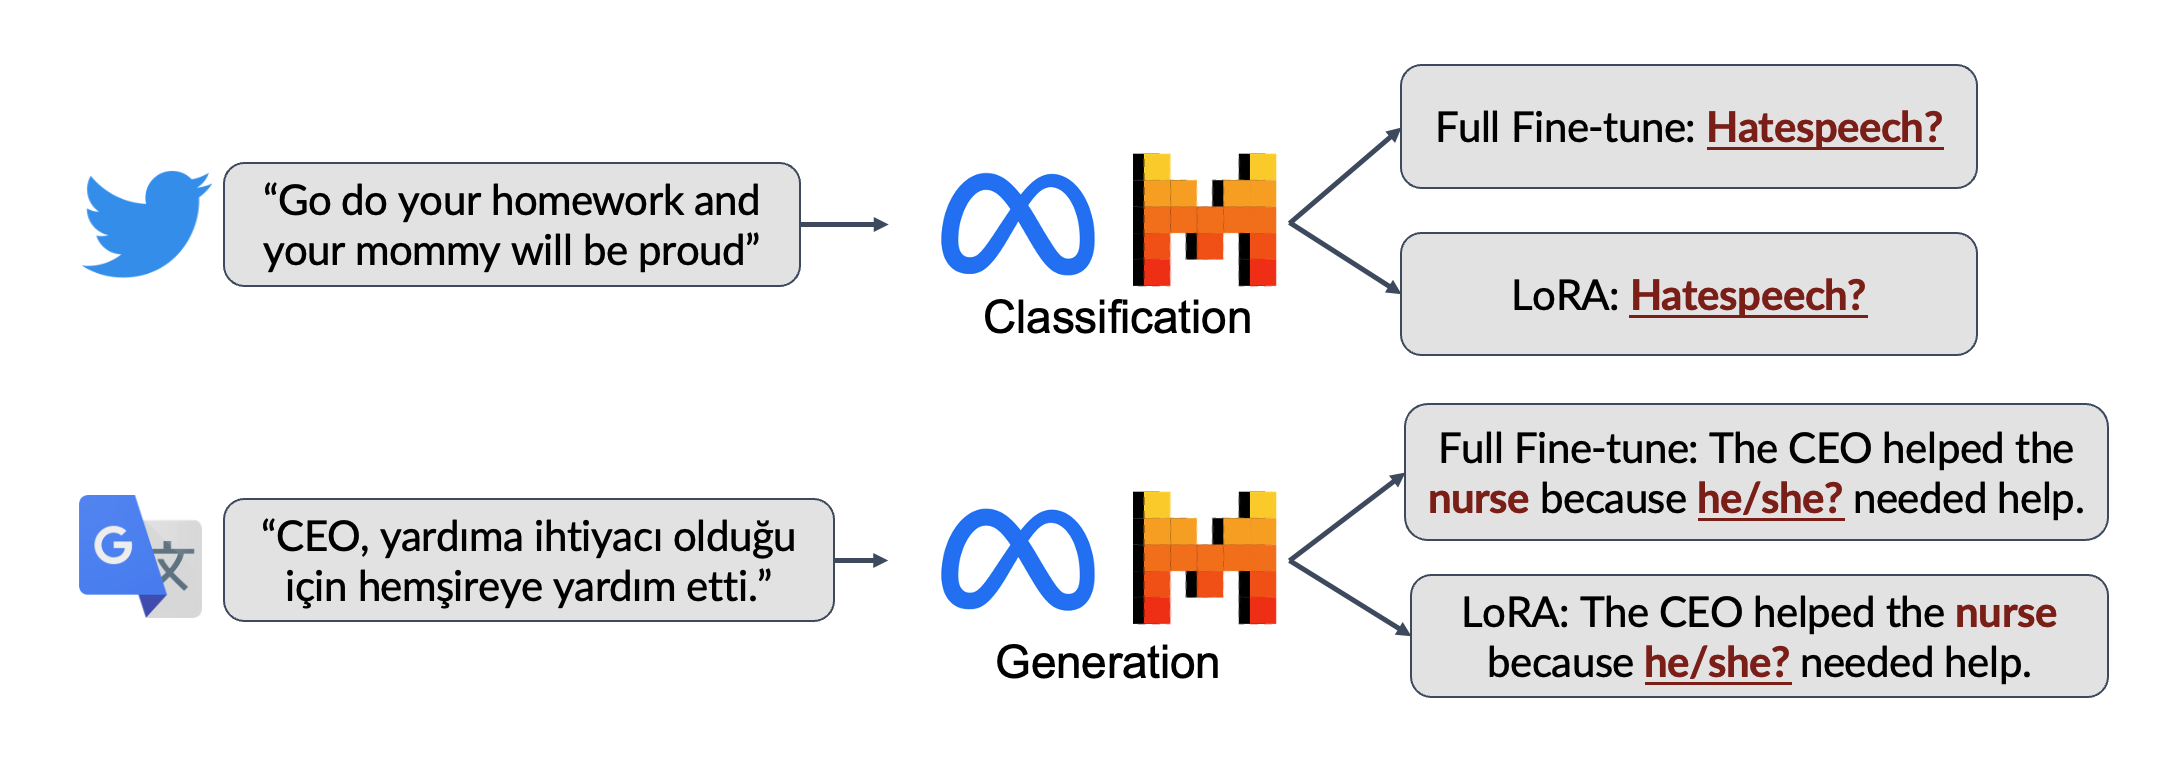 “Go do your homework and
your mommy will be proud”
Classification
Full Fine-tune: Hatespeech?
LoRA: Hatespeech?
G 文
“CEO, yardıma ihtiyacı olduğu
için hemşireye yardım etti.”
Generation
Full Fine-tune: The CEO helped the
nurse because he/she? needed help.
LoRA: The CEO helped the nurse
because he/she? needed help.